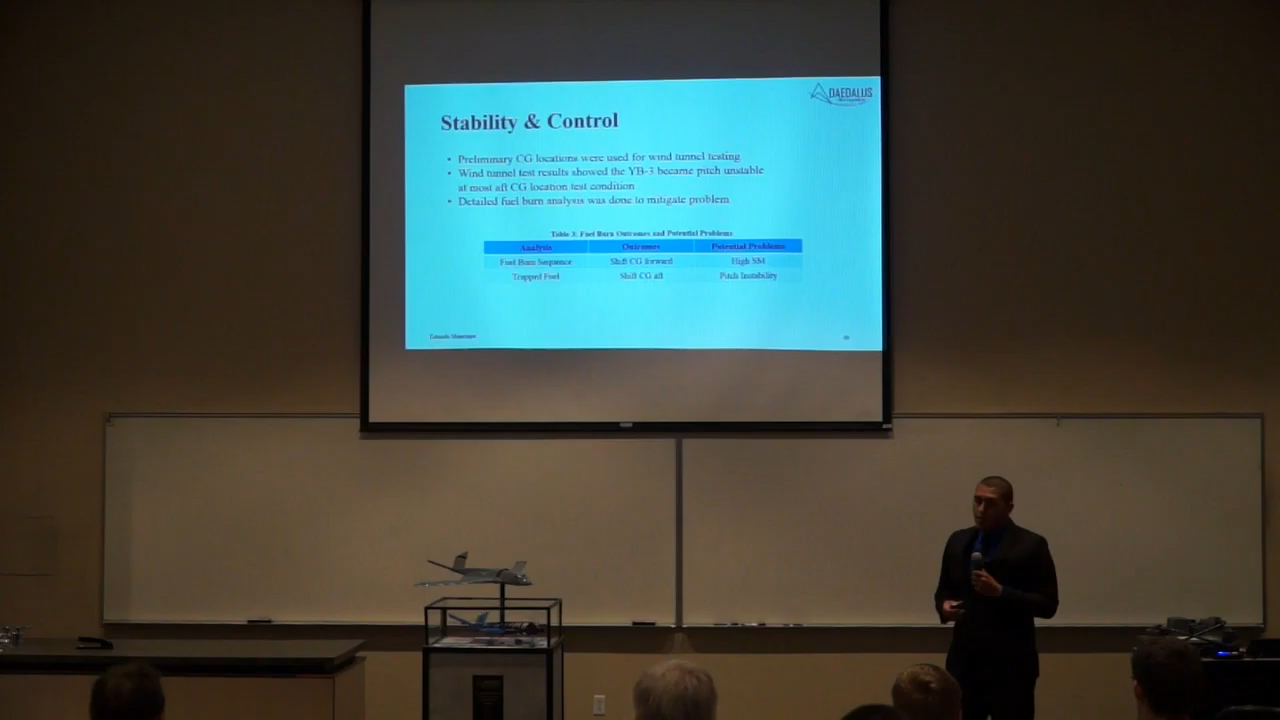 DAEDALUS
Stability & Control
• Preliminary CG locations were used for wind tunnel testing
• Wind tunnel test results showed the YB-3 became pitch unstable
at most aft CG location test condition
• Detailed fuel burn analysis was done to mitigate problem
Table 3: Fuel Burn Outcomes and Potential Problems
Analysis Outcomes Potential Problems
Fuel Burn Sequence Shift CG forward High SM
Trapped Fuel Shift CG aft Pitch Instability